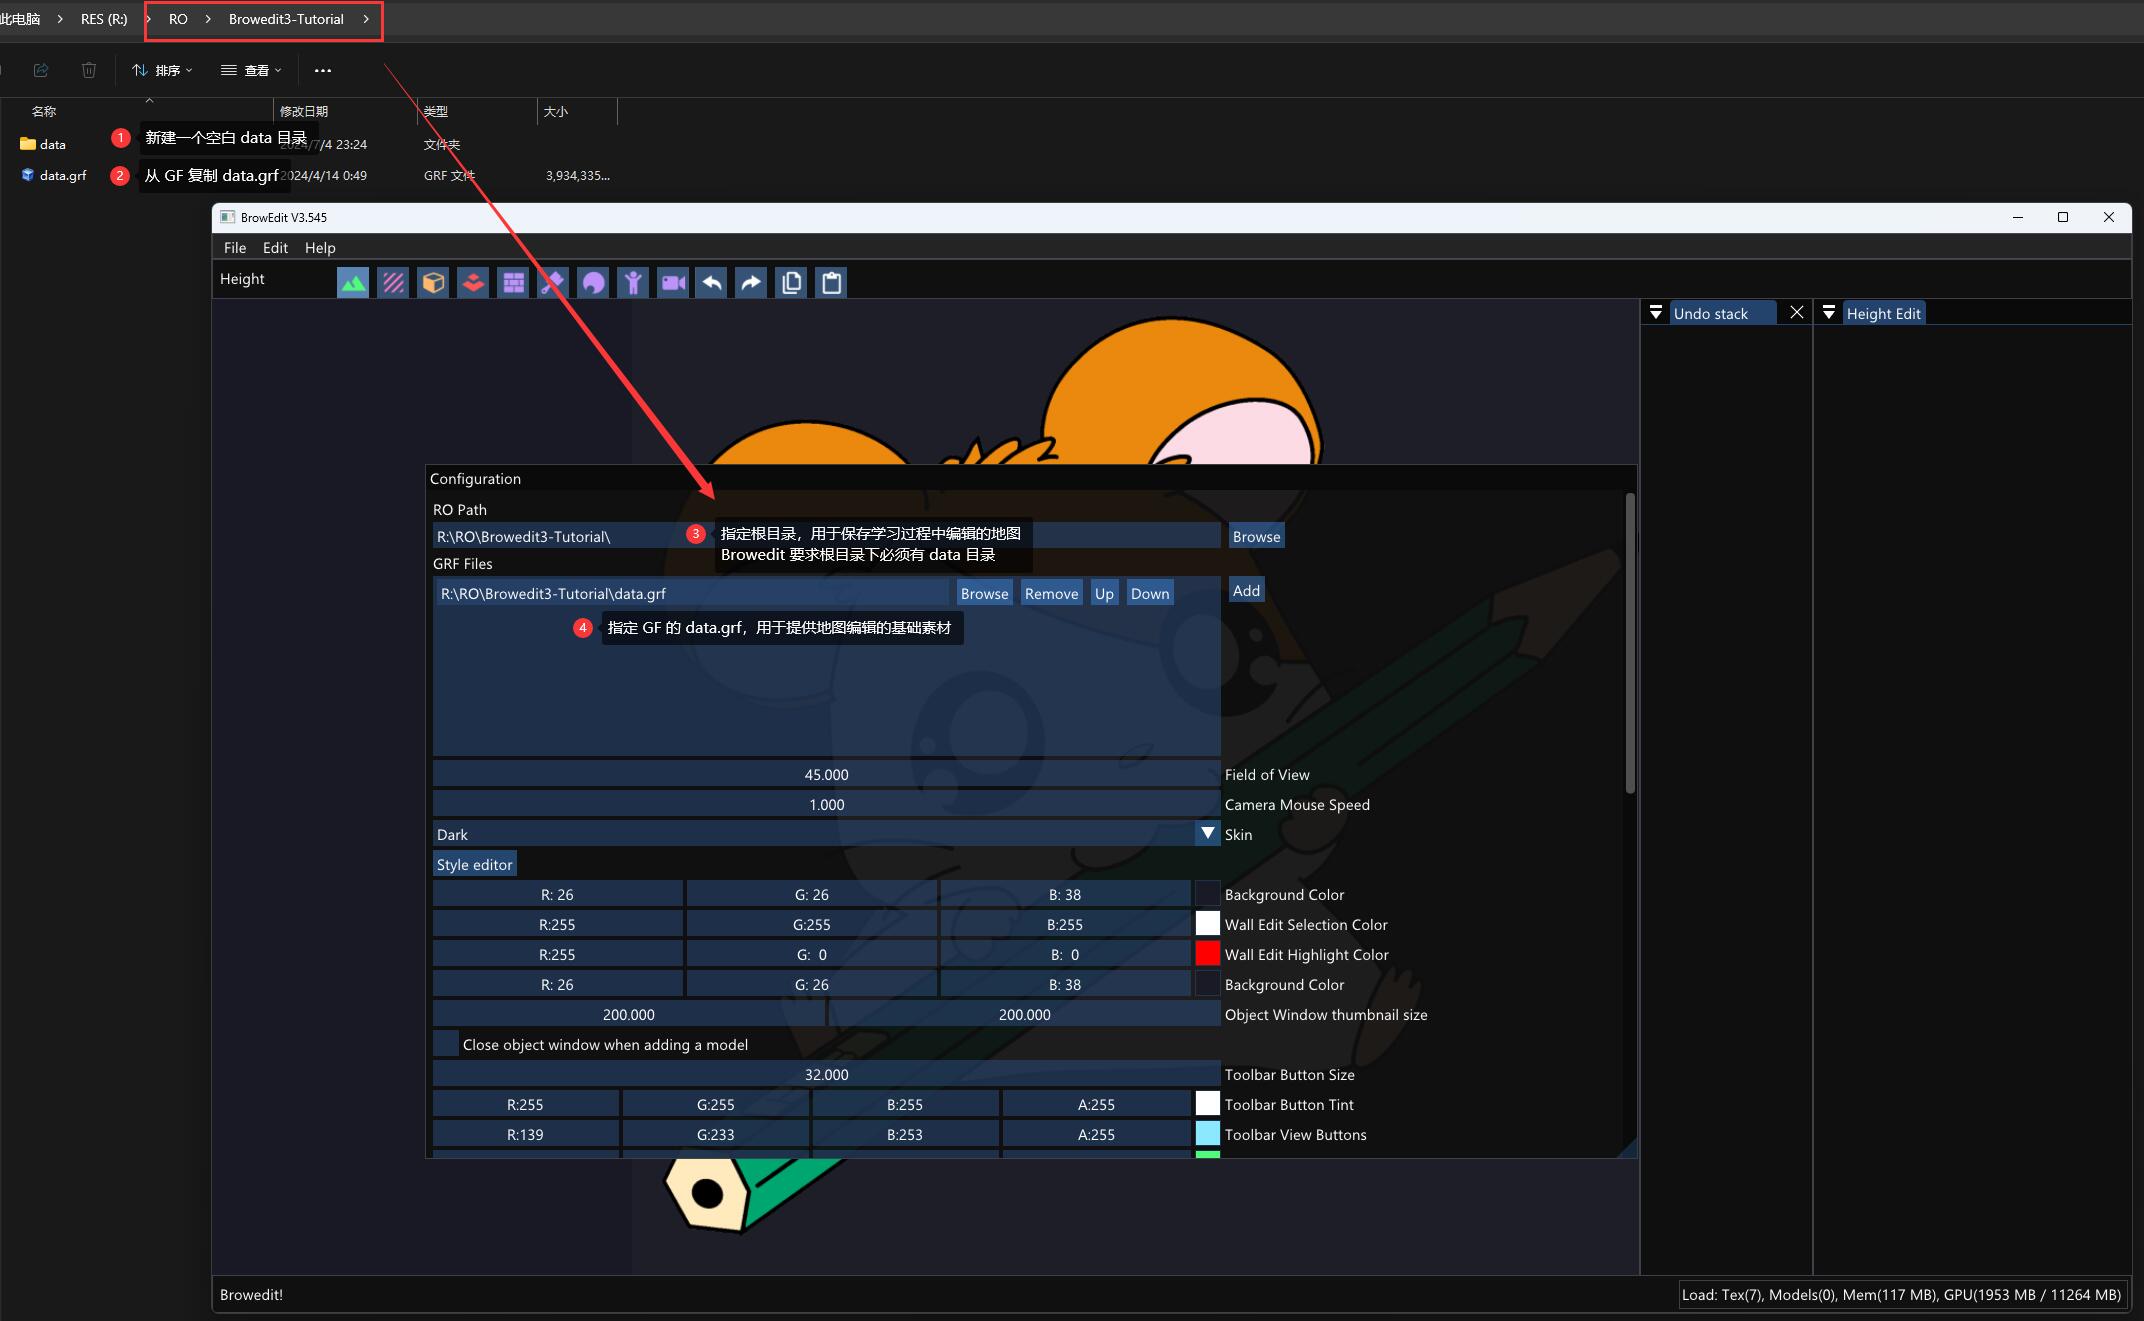 此电脑 > RES (R:) > RO > Browedit3-Tutorial >
排序 查看 ...
名称 修改日期 类型 大小
data 1 新建一个空白 data 目录 /7/4 23:24 文件夹
data.grf 2 从 GF 复制 data.grf 2024/4/14 0:49 GRF 文件 3,934,335...
BrowEdit V3.545
File Edit Help
Height
Undo stack Height Edit
Configuration
RO Path
R:\RO\Browedit3-Tutorial\ Browse
3 指定根目录，用于保存学习过程中编辑的地图
Browedit 要求根目录下必须有 data 目录
GRF Files
R:\RO\Browedit3-Tutorial\data.grf Browse Remove Up Down Add
4 指定 GF 的 data.grf，用于提供地图编辑的基础素材
45.000 Field of View
1.000 Camera Mouse Speed
Dark Skin
Style editor
R: 26 G: 26 B: 38 Background Color
R:255 G:255 B:255 Wall Edit Selection Color
R:255 G: 0 B: 0 Wall Edit Highlight Color
R: 26 G: 26 B: 38 Background Color
200.000 200.000 Object Window thumbnail size
Close object window when adding a model
32.000 Toolbar Button Size
R:255 G:255 B:255 A:255 Toolbar Button Tint
R:139 G:233 B:253 A:255 Toolbar View Buttons
Browedit! Load: Tex(7), Models(0), Mem(117 MB), GPU(1953 MB / 11264 MB)